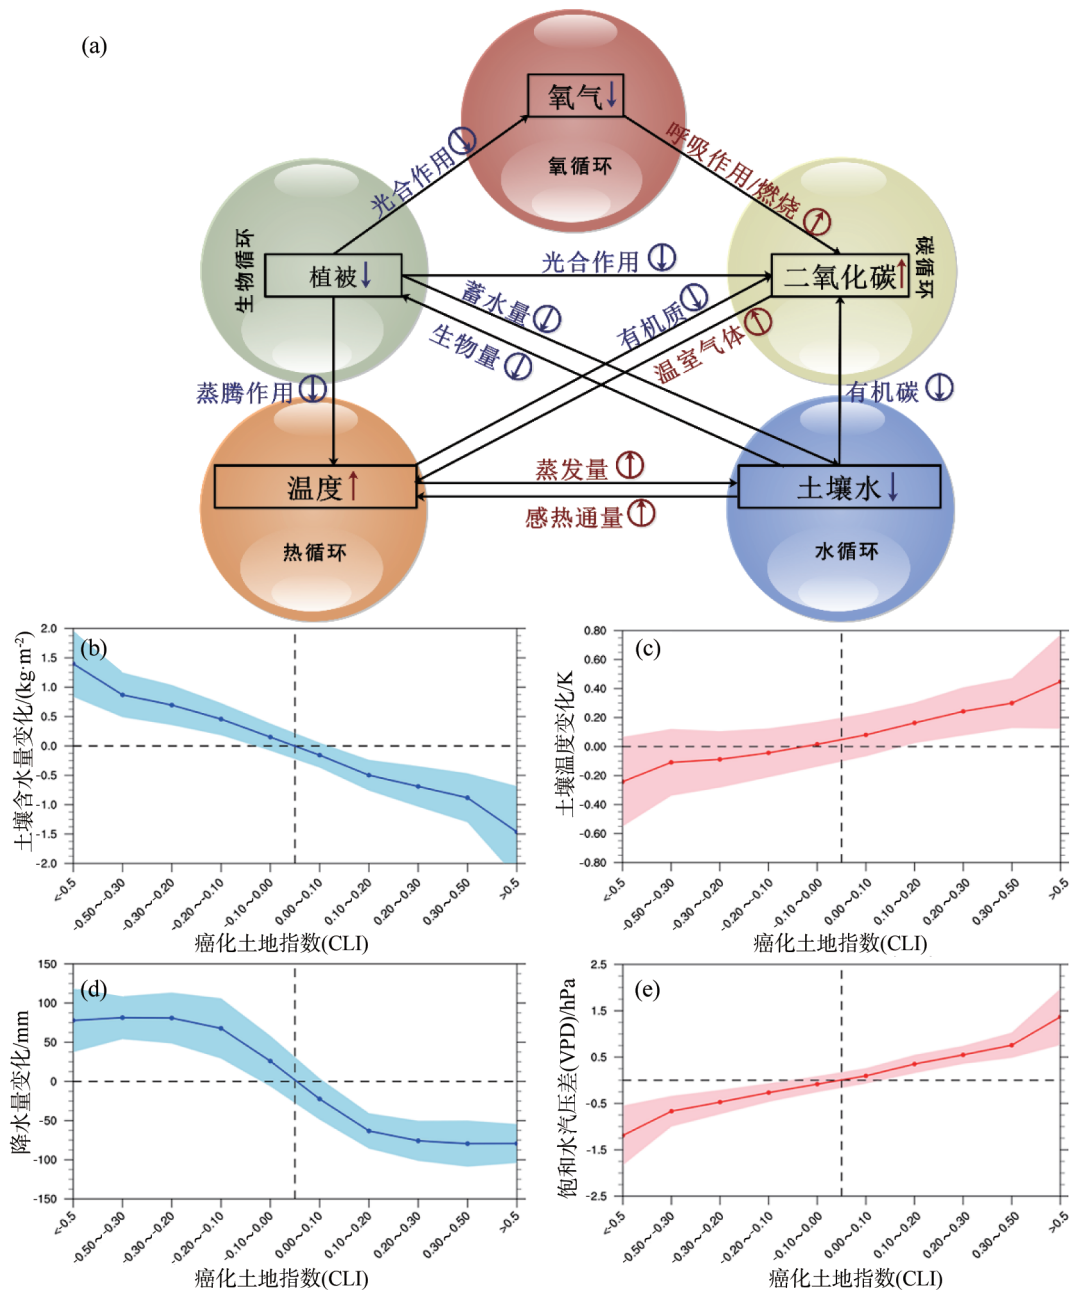 (a)
氧气↓
氧循环
光合作用
呼吸作用/燃烧
生物循环
植被↓
光合作用
二氧化碳↑
碳循环
蓄水量
生物量
有机质
温室气体
蒸腾作用
有机碳
温度↑
蒸发量
感热通量
土壤水↓
热循环
水循环
(b)
土壤含水量变化/(kg·m⁻²)
2.0
1.5
1.0
0.5
0.0
-0.5
-1.0
-1.5
-2.0
<-0.5
-0.50~-0.30
-0.30~-0.20
-0.20~-0.10
-0.10~0.00
0.00~0.10
0.10~0.20
0.20~0.30
0.30~0.50
>0.5
癌化土地指数(CLI)
(c)
土壤温度变化/K
0.80
0.60
0.40
0.20
0.00
-0.20
-0.40
-0.60
-0.80
<-0.5
-0.50~-0.30
-0.30~-0.20
-0.20~-0.10
-0.10~0.00
0.00~0.10
0.10~0.20
0.20~0.30
0.30~0.50
>0.5
癌化土地指数(CLI)
(d)
降水量变化/mm
150
100
50
0
-50
-100
-150
<-0.5
-0.50~-0.30
-0.30~-0.20
-0.20~-0.10
-0.10~0.00
0.00~0.10
0.10~0.20
0.20~0.30
0.30~0.50
>0.5
癌化土地指数(CLI)
(e)
饱和水汽压差(VPD)/hPa
2.5
1.5
0.5
-0.5
-1.5
-2.5
<-0.5
-0.50~-0.30
-0.30~-0.20
-0.20~-0.10
-0.10~0.00
0.00~0.10
0.10~0.20
0.20~0.30
0.30~0.50
>0.5
癌化土地指数(CLI)